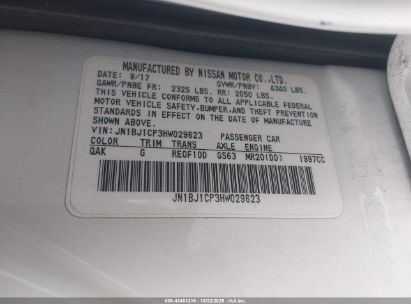 MANUFACTURED BY NISSAN MOTOR CO., LTD.
DATE: 9/17 GVWR/PNBV: 4340 LBS.
GAWR/PNBE FR: 2325 LBS. RR: 2050 LBS.
THIS VEHICLE CONFORMS TO ALL APPLICABLE FEDERAL
MOTOR VEHICLE SAFETY, BUMPER, AND THEFT PREVENTION
STANDARDS IN EFFECT ON THE DATE OF MANUFACTURE
SHOWN ABOVE.
VIN: JN1BJ1CP3HW029623 PASSENGER CAR
COLOR TRIM TRANS AXLE ENGINE
QAK G RE0F10D GS63 MR20(DD) 1997CC
JN1BJ1CP3HW029623